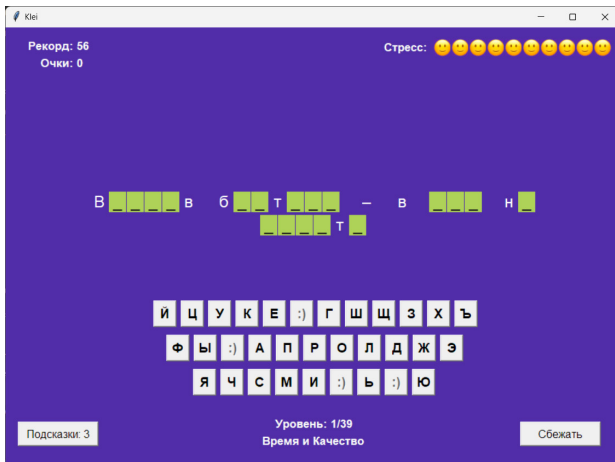 Klei
Рекорд: 56
Очки: 0
Стресс:
В _ _ _ _ в б _ _ т _ _ _ – в _ _ _ н _
_ _ _ _ т _
Й Ц У К Е :) Г Ш Щ З Х Ъ
Ф Ы :) А П Р О Л Д Ж Э
Я Ч С М И :) Ь :) Ю
Подсказки: 3
Уровень: 1/39
Время и Качество
Сбежать